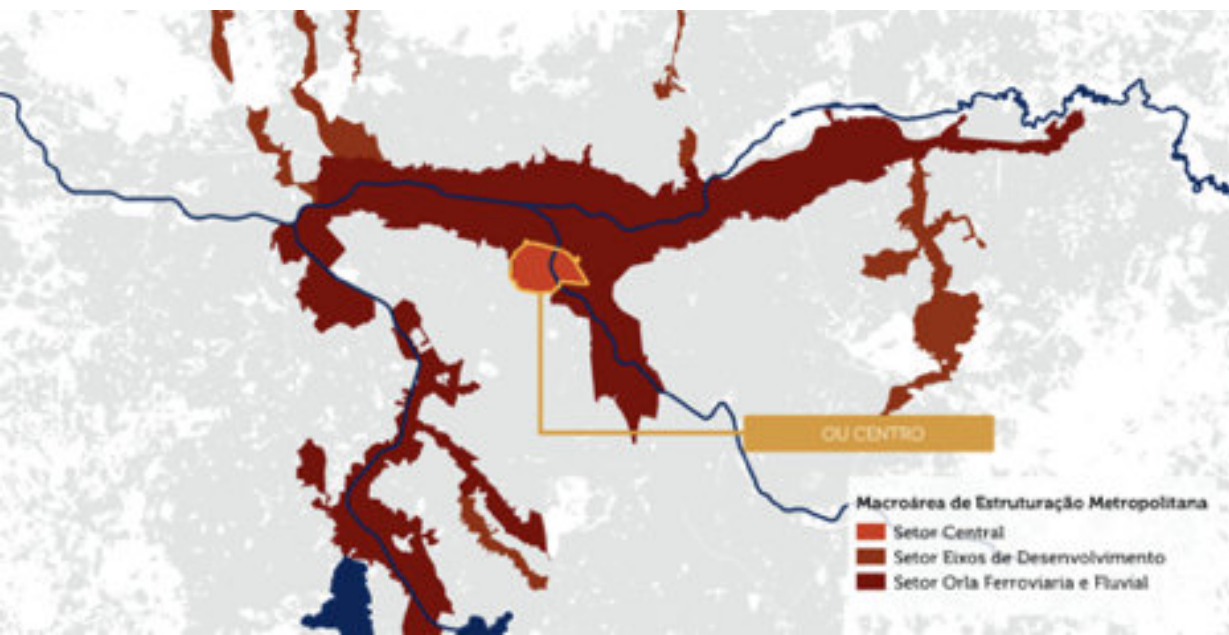 OU CENTRO
Macroárea de Estruturação Metropolitana
Setor Central
Setor Eixos de Desenvolvimento
Setor Orla Ferroviaria e Fluvial